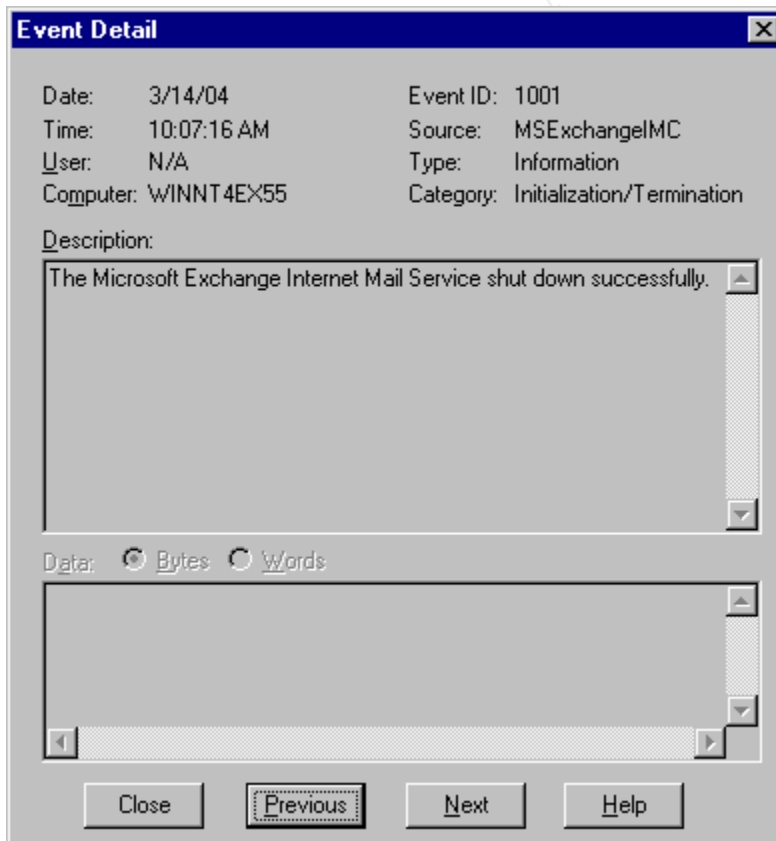 Event Detail
Date: 3/14/04 Event ID: 1001
Time: 10:07:16 AM Source: MSExchangeIMC
User: N/A Type: Information
Computer: WINNT4EX55 Category: Initialization/Termination
Description:
The Microsoft Exchange Internet Mail Service shut down successfully.
Data: Bytes Words
Close Previous Next Help